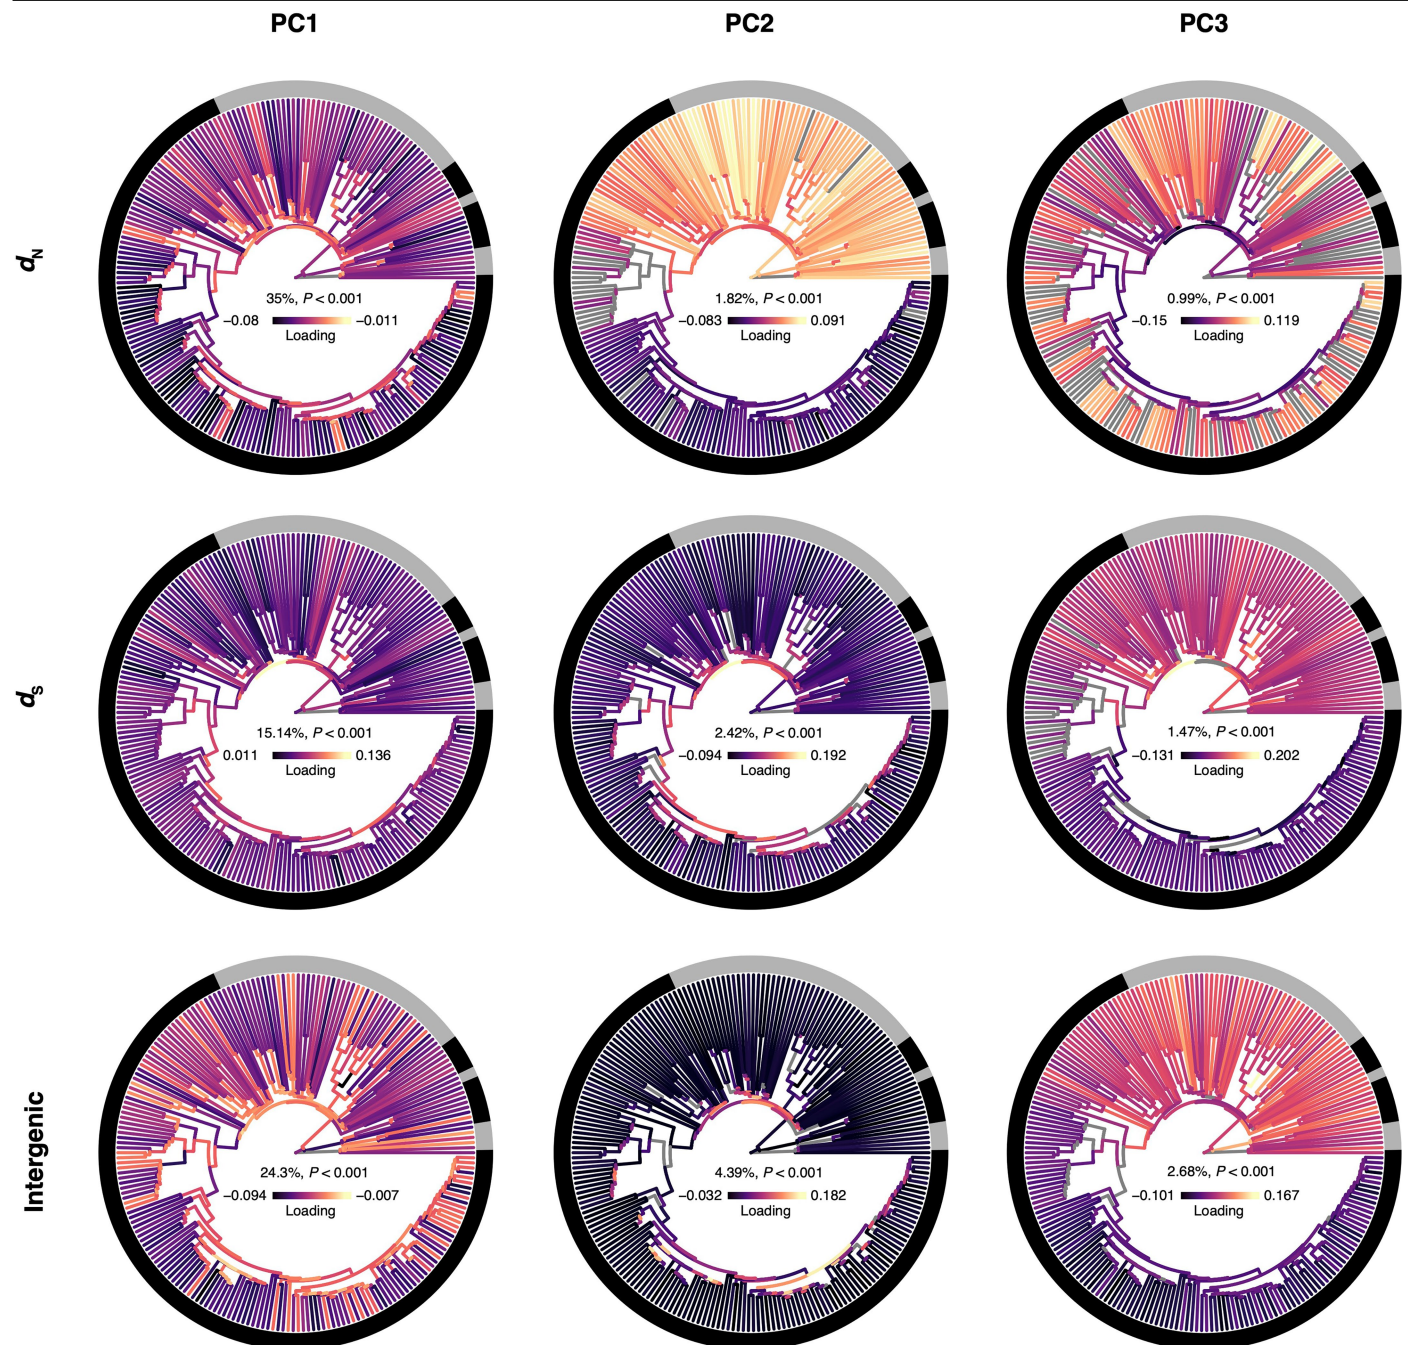 PC1 PC2 PC3
dN
35%, P < 0.001
−0.08 −0.011
Loading
1.82%, P < 0.001
−0.083 0.091
Loading
0.99%, P < 0.001
−0.15 0.119
Loading
dS
15.14%, P < 0.001
0.011 0.136
Loading
2.42%, P < 0.001
−0.094 0.192
Loading
1.47%, P < 0.001
−0.131 0.202
Loading
Intergenic
24.3%, P < 0.001
−0.094 −0.007
Loading
4.39%, P < 0.001
−0.032 0.182
Loading
2.68%, P < 0.001
−0.101 0.167
Loading